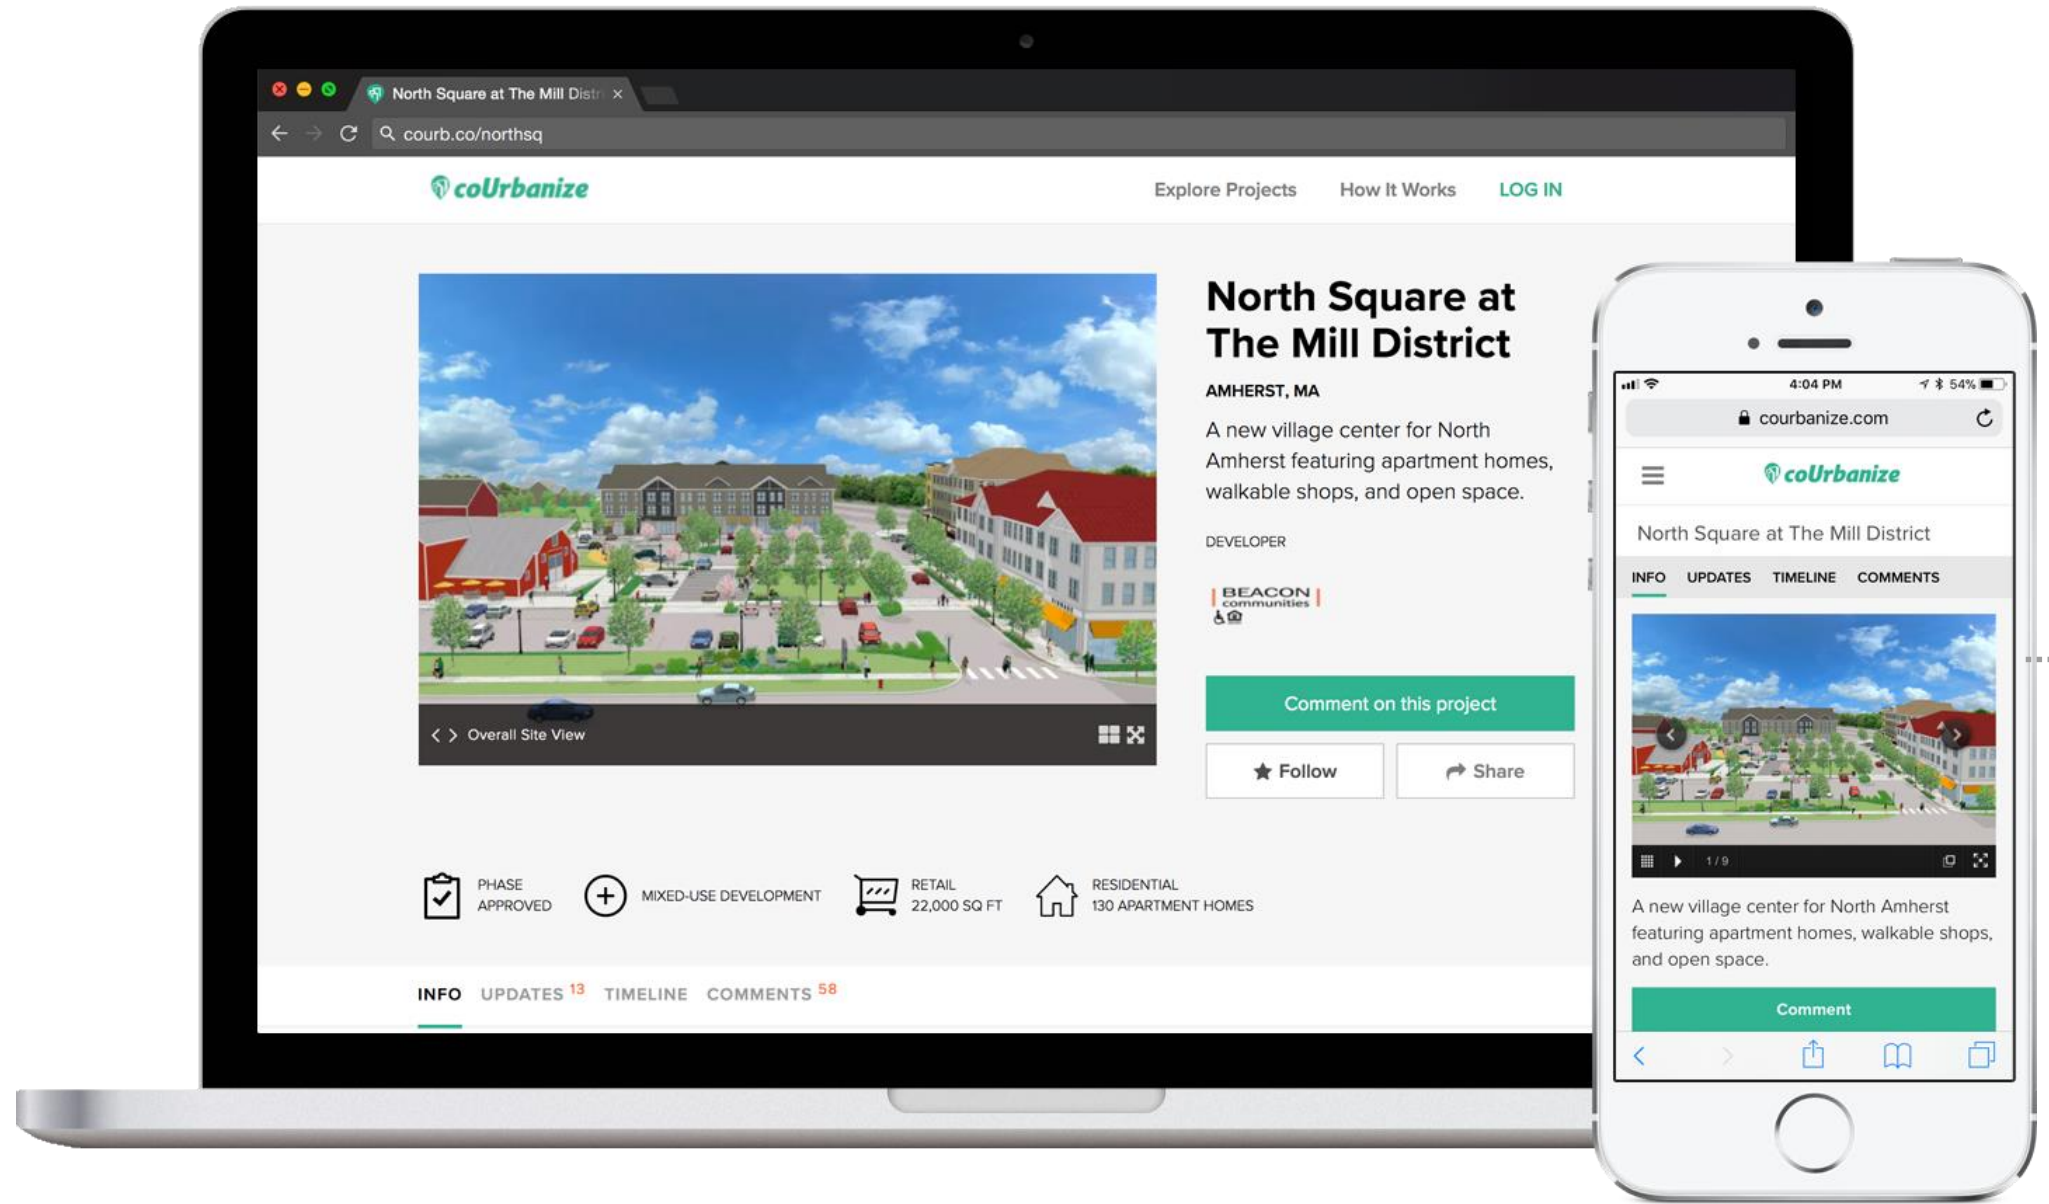 North Square at The Mill Distri
courb.co/northsq
coUrbanize
Explore Projects How It Works LOG IN
North Square at
The Mill District
AMHERST, MA
A new village center for North
Amherst featuring apartment homes,
walkable shops, and open space.
DEVELOPER
BEACON
communities
Comment on this project
Follow Share
Overall Site View
PHASE
APPROVED
MIXED-USE DEVELOPMENT
RETAIL
22,000 SQ FT
RESIDENTIAL
130 APARTMENT HOMES
INFO UPDATES 13 TIMELINE COMMENTS 58
4:04 PM 54%
courbanize.com
coUrbanize
North Square at The Mill District
INFO UPDATES TIMELINE COMMENTS
1/9
A new village center for North Amherst
featuring apartment homes, walkable shops,
and open space.
Comment